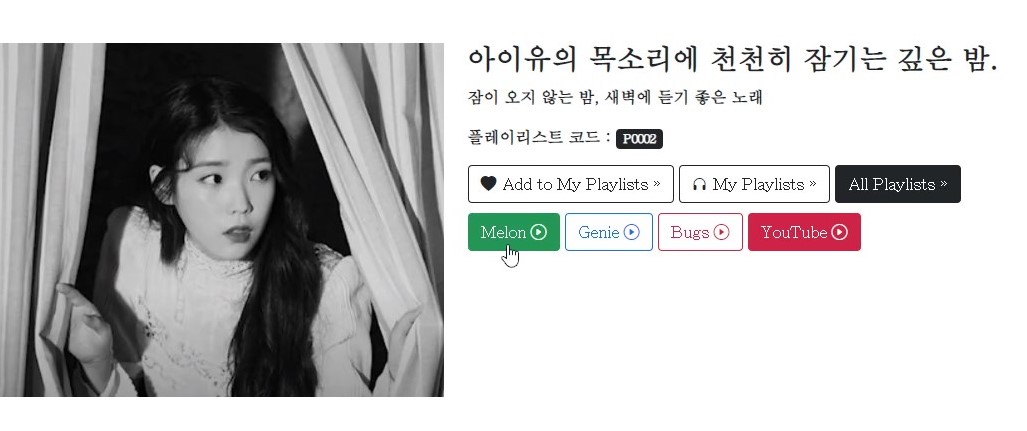 아이유의 목소리에 천천히 잠기는 깊은 밤.
잠이 오지 않는 밤, 새벽에 듣기 좋은 노래
플레이리스트 코드 : P0002
Add to My Playlists » My Playlists » All Playlists »
Melon Genie Bugs YouTube